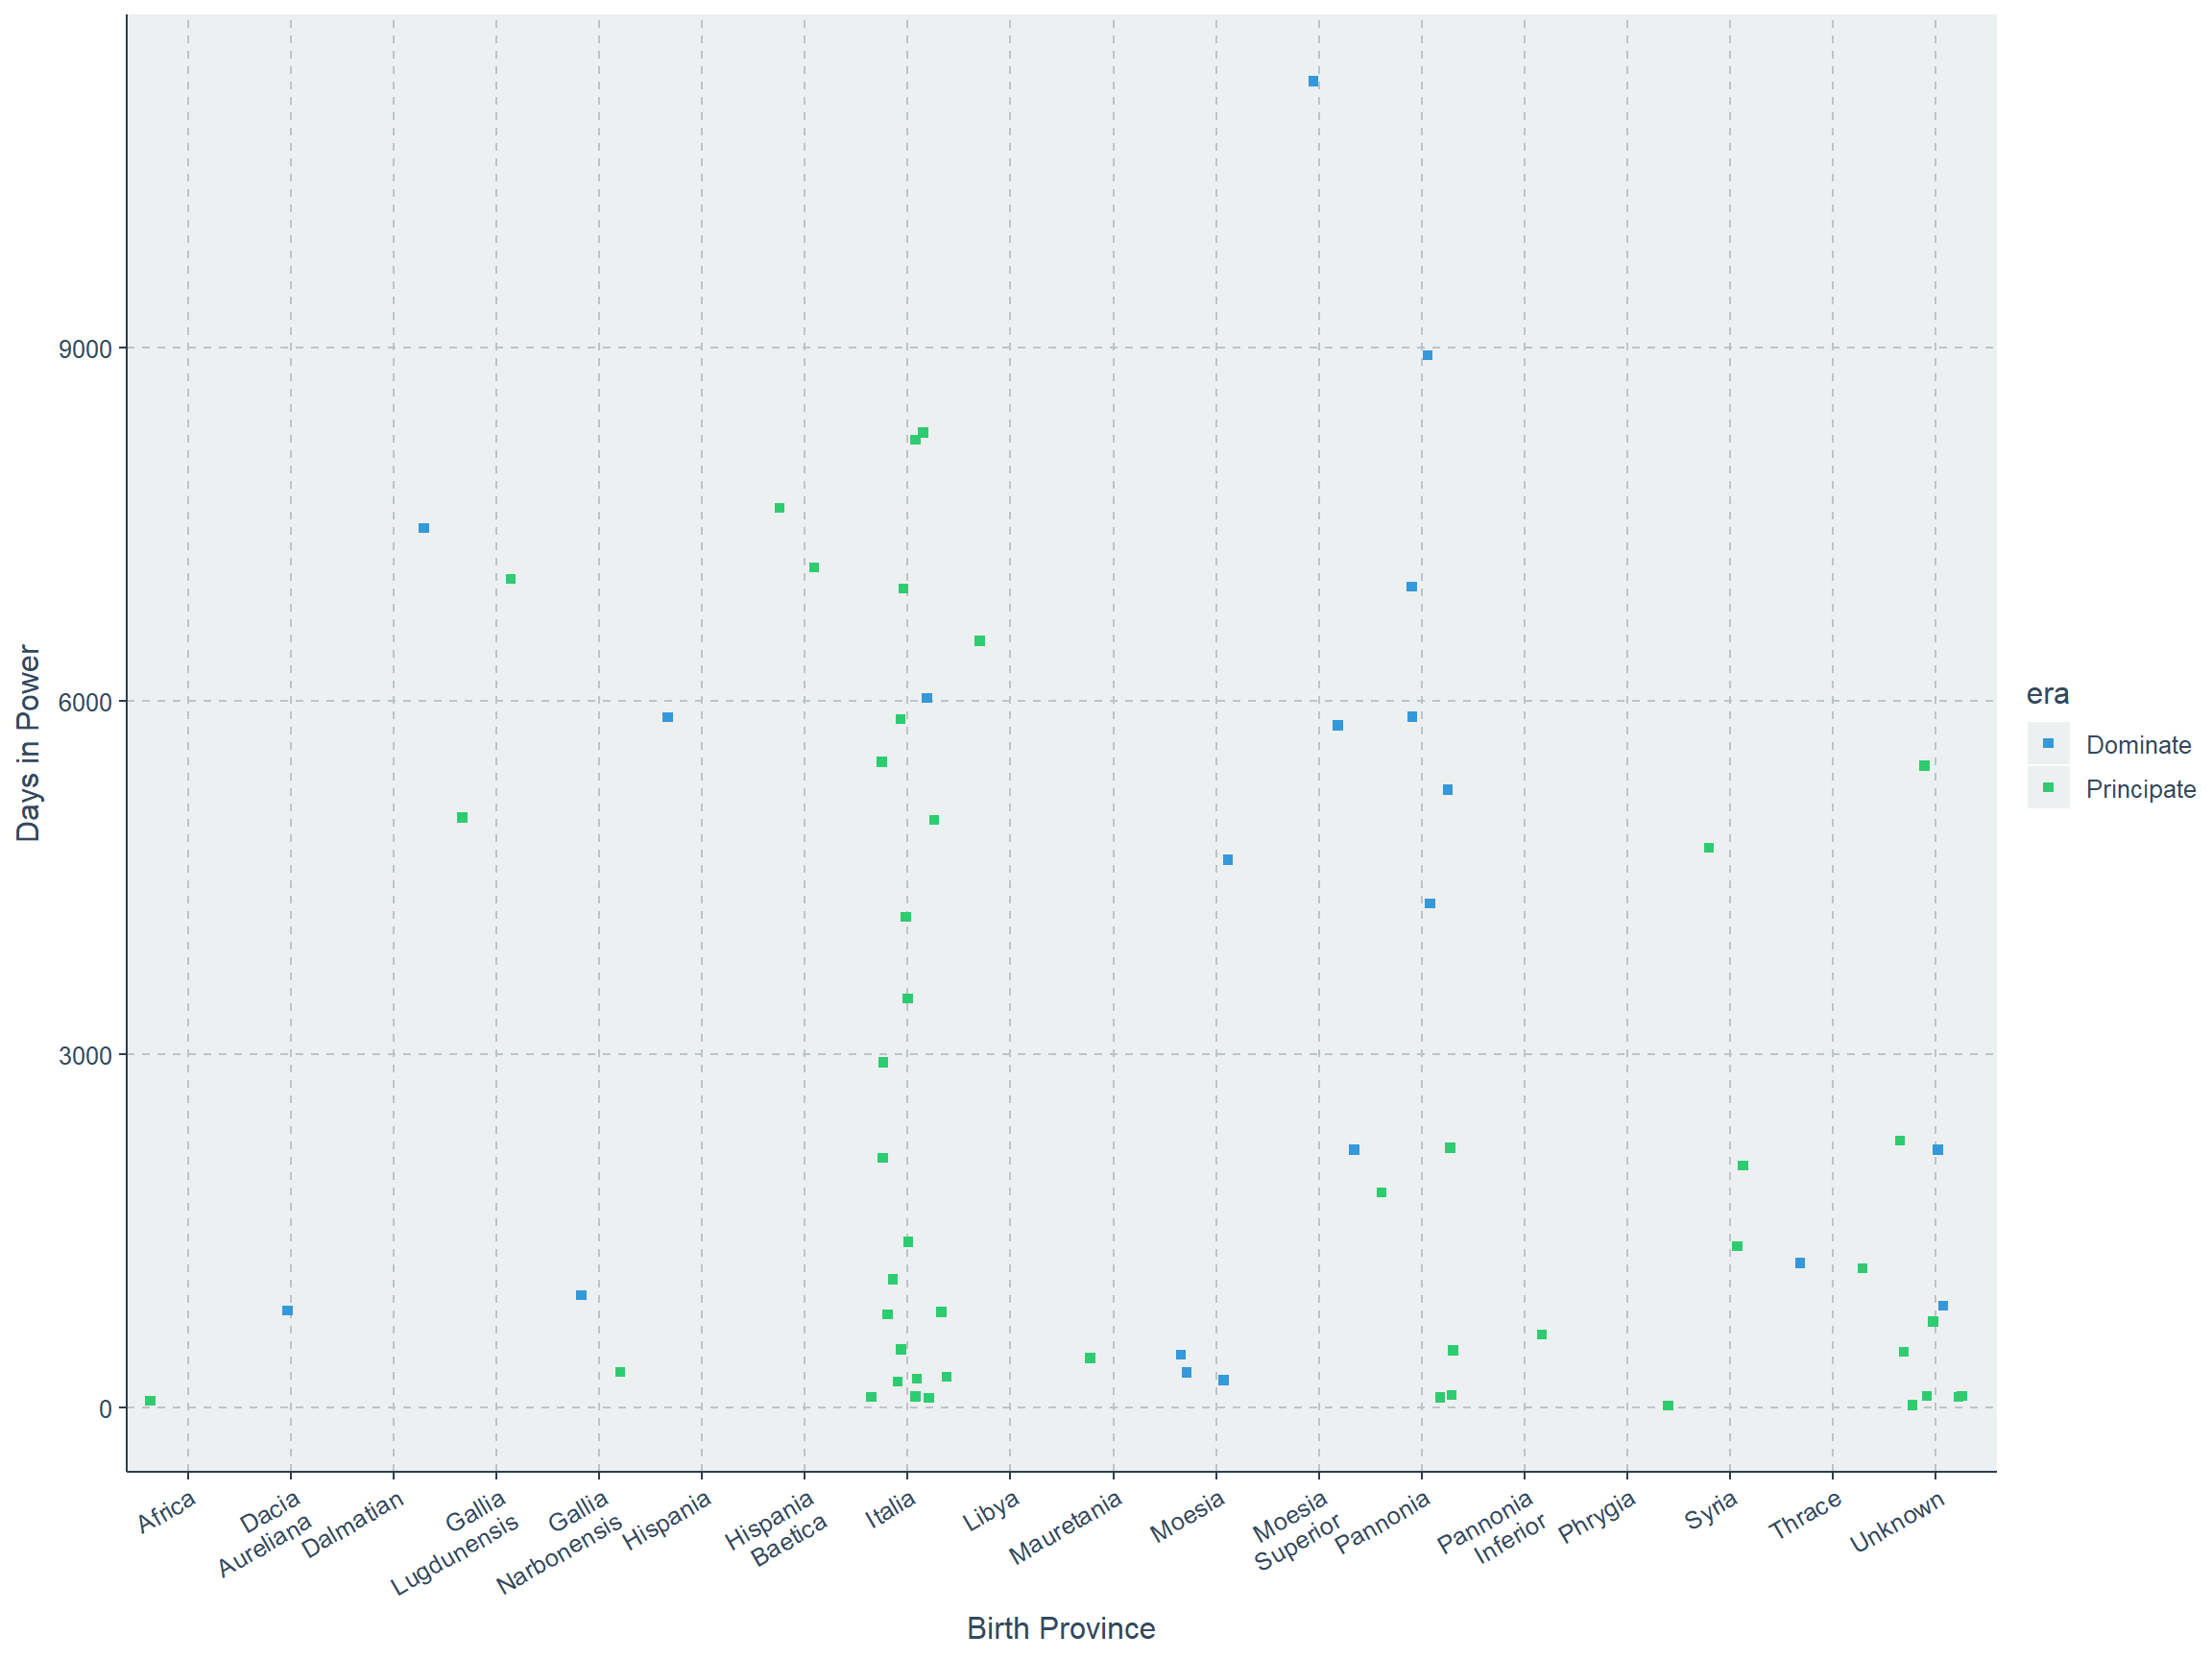 9000
6000
3000
0
Days in Power
Africa
Dacia
Aureliana
Dalmatian
Gallia
Lugdunensis
Gallia
Narbonensis
Hispania
Hispania
Baetica
Italia
Libya
Mauretania
Moesia
Moesia
Superior
Pannonia
Pannonia
Inferior
Phrygia
Syria
Thrace
Unknown
Birth Province
era
Dominate
Principate